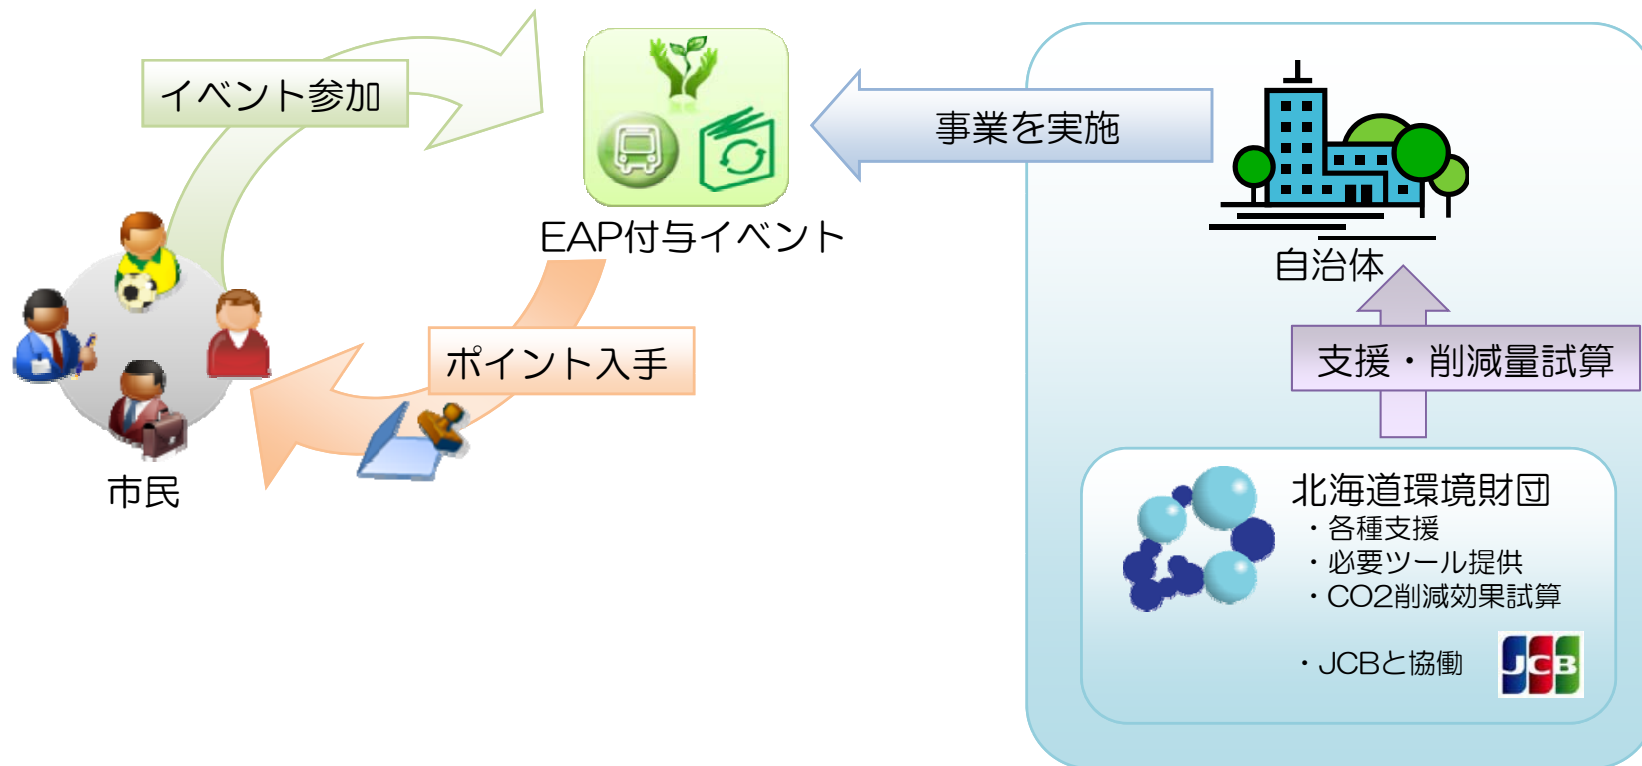 イベント参加
事業を実施
EAP付与イベント
自治体
ポイント入手
支援・削減量試算
市民
北海道環境財団
・各種支援
・必要ツール提供
・CO2削減効果試算
・JCBと協働
JCB